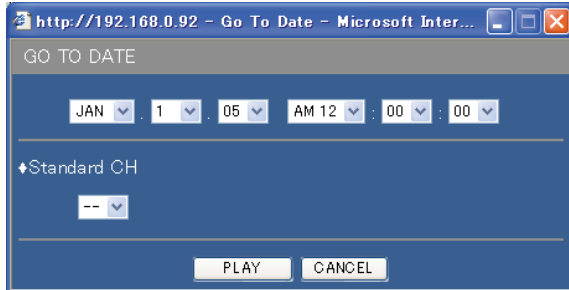 http://192.168.0.92 - Go To Date - Microsoft Inter...
GO TO DATE
JAN . 1 . 05 AM 12 : 00 : 00
♦Standard CH
--
PLAY CANCEL